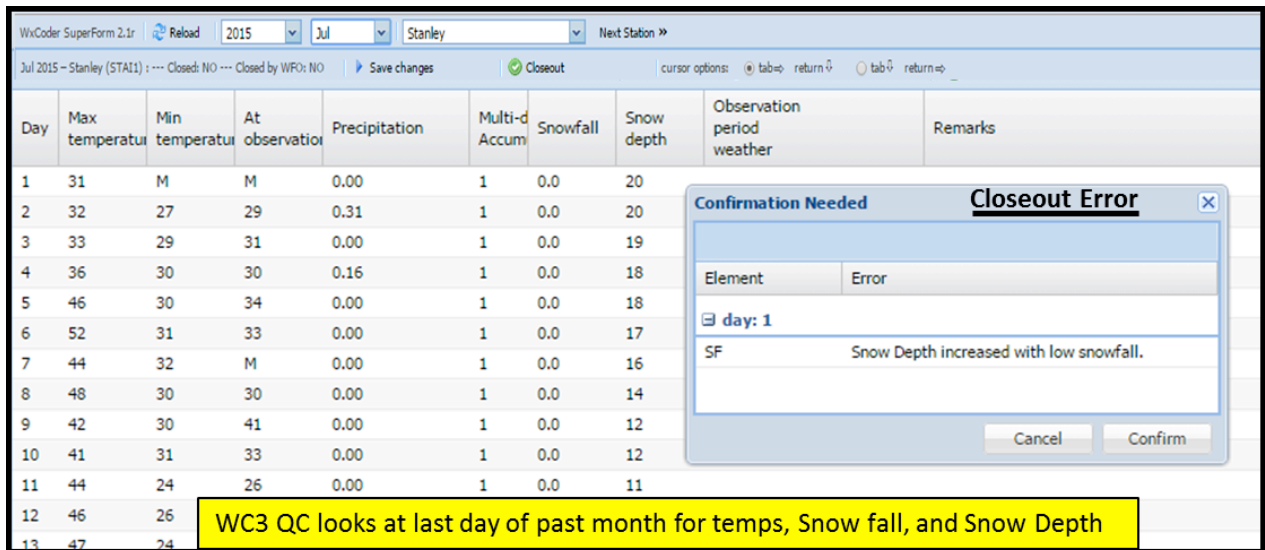 WxCoder SuperForm 2.1r Reload 2015 Jul Stanley Next Station »
Jul 2015 – Stanley (STAI1) : --- Closed: NO --- Closed by WFO: NO Save changes Closeout cursor options: tab⇨ return⇩ tab⇩ return⇨
Day Max temperatur Min temperatur At observation Precipitation Multi-d Accum Snowfall Snow depth Observation period weather Remarks
1 31 M M 0.00 1 0.0 20
2 32 27 29 0.31 1 0.0 20
3 33 29 31 0.00 1 0.0 19
4 36 30 30 0.16 1 0.0 18
5 46 30 34 0.00 1 0.0 18
6 52 31 33 0.00 1 0.0 17
7 44 32 M 0.00 1 0.0 16
8 48 30 30 0.00 1 0.0 14
9 42 30 41 0.00 1 0.0 12
10 41 31 33 0.00 1 0.0 12
11 44 24 26 0.00 1 0.0 11
12 46 26
13 47 24
Confirmation Needed Closeout Error
Element Error
day: 1
SF Snow Depth increased with low snowfall.
Cancel Confirm
WC3 QC looks at last day of past month for temps, Snow fall, and Snow Depth